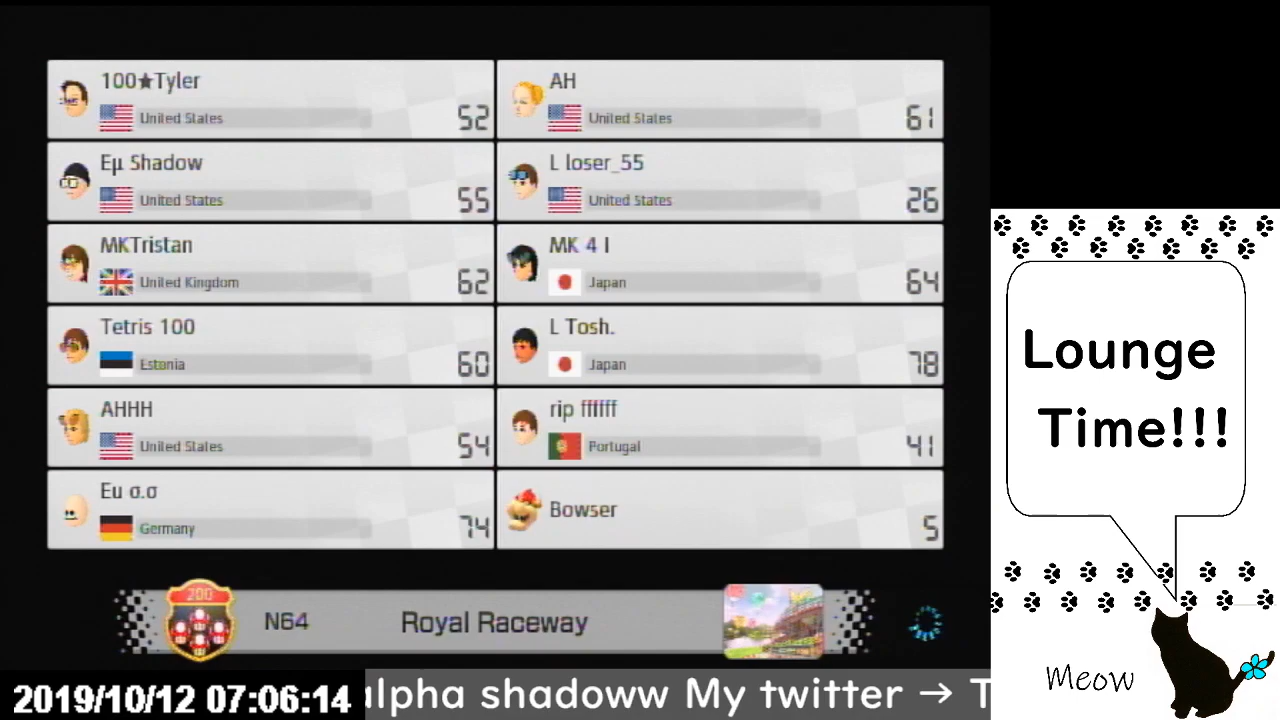 100★Tyler
United States
52
AH
United States
61
Eµ Shadow
United States
55
L loser_55
United States
26
MKTristan
United Kingdom
62
MK 4 I
Japan
64
Tetris 100
Estonia
60
L Tosh.
Japan
78
AHHH
United States
54
rip ffffff
Portugal
41
Eu σ.σ
Germany
74
Bowser
5
200
N64
Royal Raceway
Lounge
Time!!!
Meow
2019/10/12 07:06:14
alpha shadoww My twitter → T